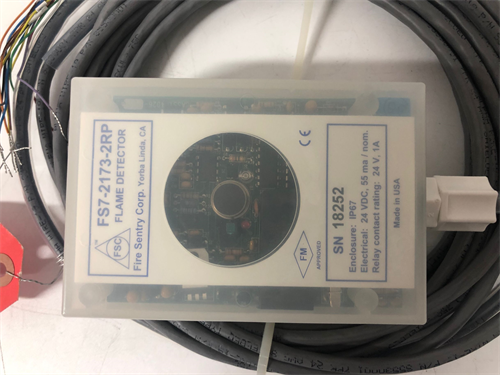 FS7-2173-2RP
FLAME DETECTOR
FSC
TM
Fire Sentry Corp. Yorba Linda, CA
CE
FM
APPROVED
SN 18252
Enclosure: IP67
Electrical: 24 VDC, 55 ma / nom.
Relay contact rating: 24 V, 1A
Made in USA